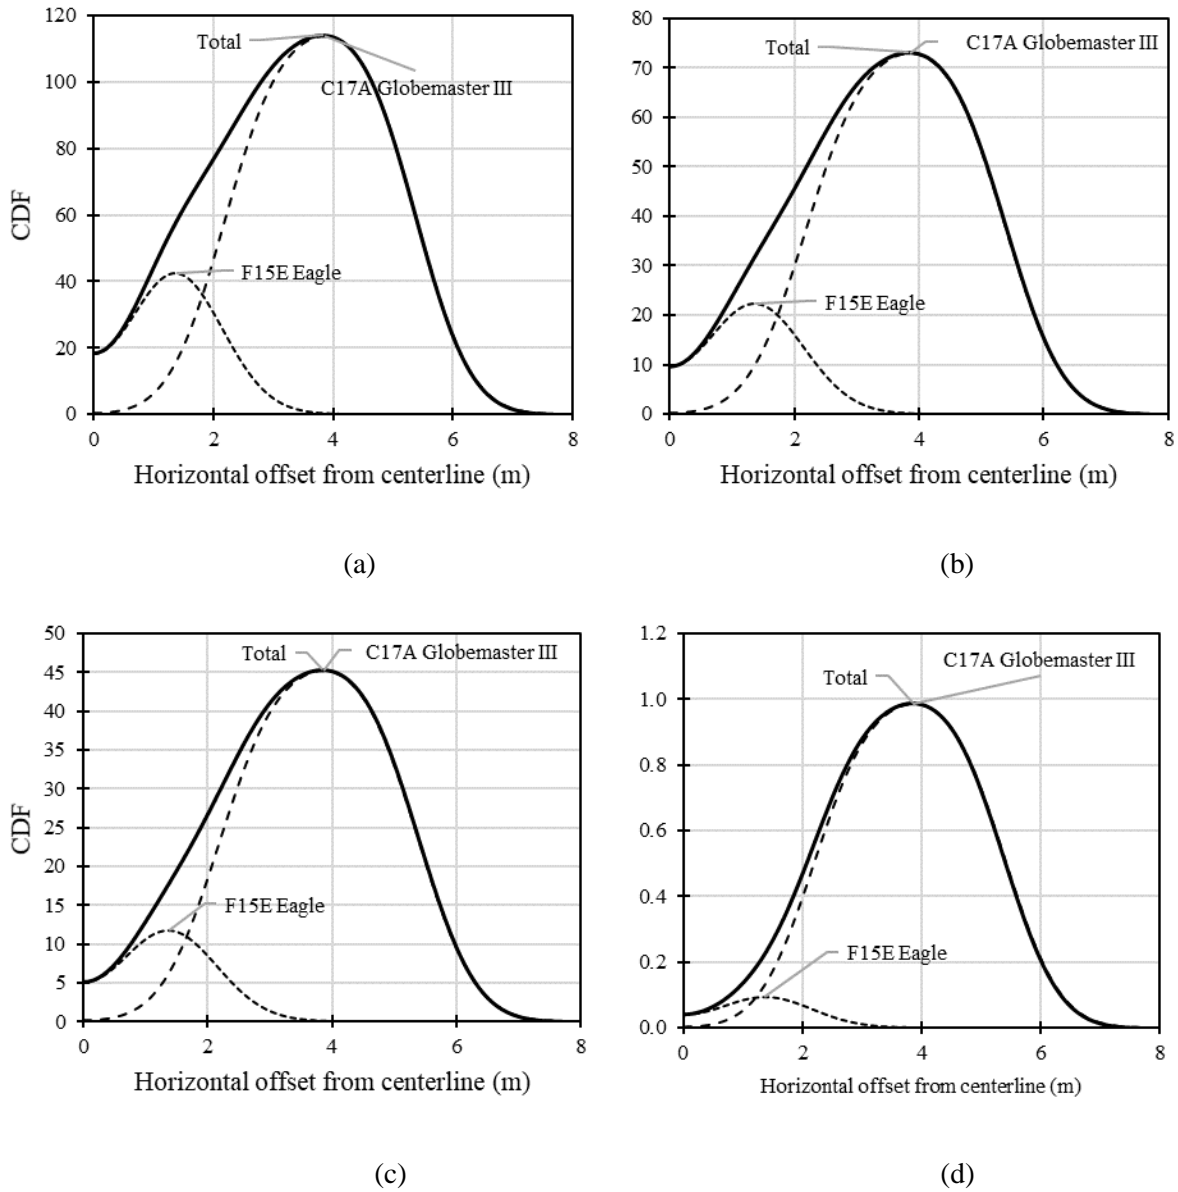 120
100
80
60
40
20
0
CDF
Total
C17A Globemaster III
F15E Eagle
0 2 4 6 8
Horizontal offset from centerline (m)
(a)
80
70
60
50
40
30
20
10
0
Total
C17A Globemaster III
F15E Eagle
0 2 4 6 8
Horizontal offset from centerline (m)
(b)
50
45
40
35
30
25
20
15
10
5
0
CDF
Total
C17A Globemaster III
F15E Eagle
0 2 4 6 8
Horizontal offset from centerline (m)
(c)
1.2
1.0
0.8
0.6
0.4
0.2
0.0
C17A Globemaster III
Total
F15E Eagle
0 2 4 6 8
Horizontal offset from centerline (m)
(d)